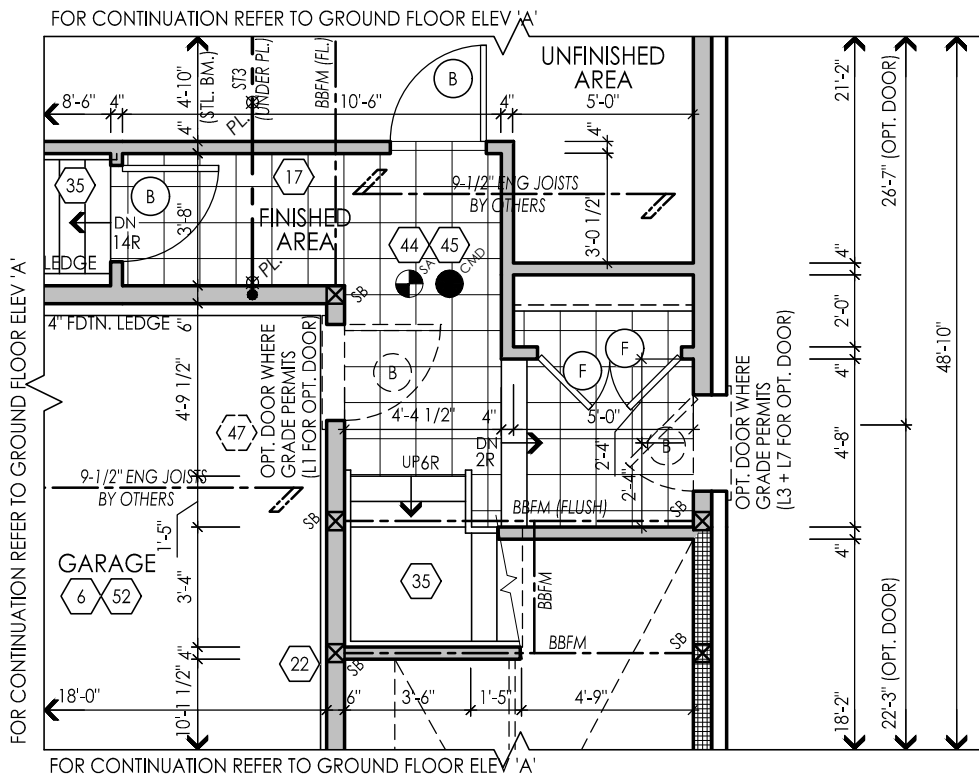 FOR CONTINUATION REFER TO GROUND FLOOR ELEV 'A'
FOR CONTINUATION REFER TO GROUND FLOOR ELEV 'A'
UNFINISHED
AREA
8'-6"
4"
4'-10"
(STL. BM.)
PL.
ST3
(UNDER PL.)
BBFM (FL.)
10'-6"
B
4"
5'-0"
4"
4"
35
B
17
9-1/2" ENG JOISTS
BY OTHERS
3'-0 1/2"
DN
14R
3'-8"
FINISHED
AREA
LEDGE
PL.
44
45
SA
CMD
SB
4" FDTN. LEDGE
6"
4'-9 1/2"
OPT. DOOR WHERE
GRADE PERMITS
(L1 FOR OPT. DOOR)
B
F
F
4'-4 1/2"
4"
5'-0"
47
DN
2R
2'-4"
2'-4"
B
OPT. DOOR WHERE
GRADE PERMITS
(L3 + L7 FOR OPT. DOOR)
9-1/2" ENG JOISTS
BY OTHERS
UP6R
SB
BBFM (FLUSH)
SB
1'-5"
GARAGE
6
52
3'-4"
35
BBFM
BBFM
SB
4"
22
SB
18'-0"
10'-1 1/2"
6"
3'-6"
1'-5"
4'-9"
21'-2"
26'-7" (OPT. DOOR)
4"
2'-0"
4"
4'-8"
4"
48'-10"
18'-2"
22'-3" (OPT. DOOR)
FOR CONTINUATION REFER TO GROUND FLOOR ELEV 'A'